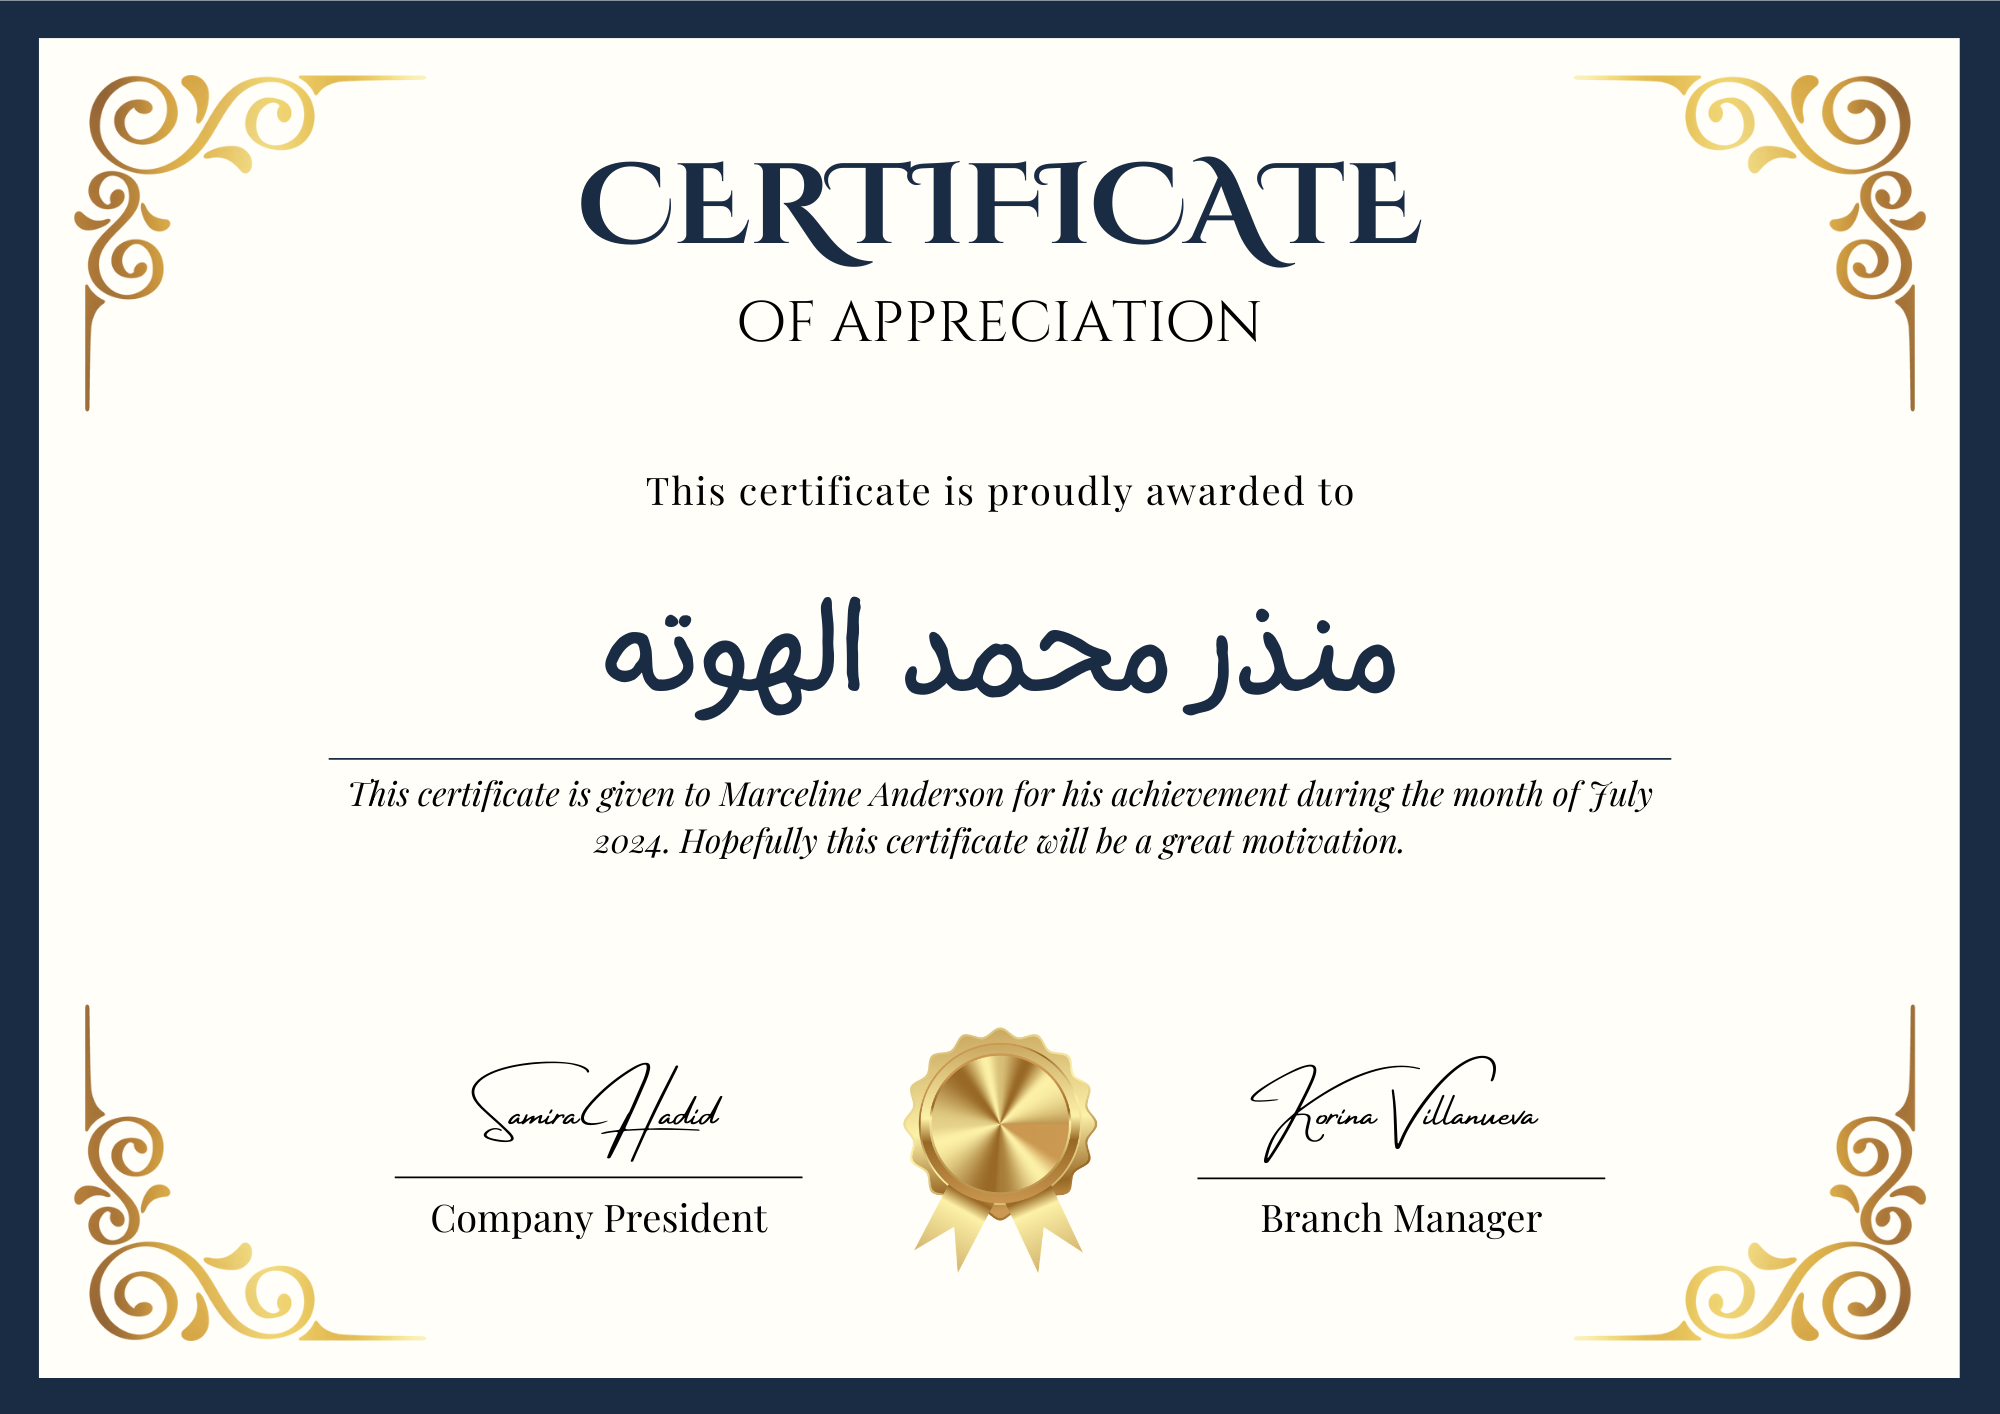 CERTIFICATE
OF APPRECIATION
This certificate is proudly awarded to
منذر محمد الهوته
This certificate is given to Marceline Anderson for his achievement during the month of July
2024. Hopefully this certificate will be a great motivation.
Samira Hadid
Korina Villanueva
Company President
Branch Manager